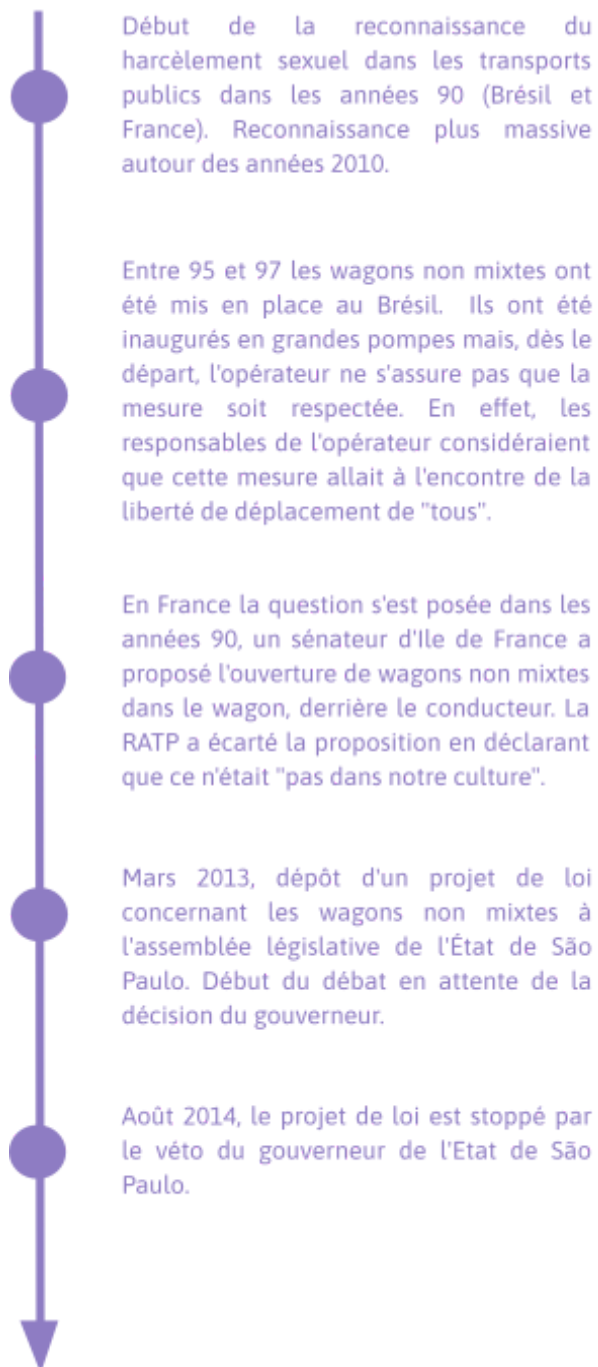 Début de la reconnaissance du
harcèlement sexuel dans les transports
publics dans les années 90 (Brésil et
France). Reconnaissance plus massive
autour des années 2010.
Entre 95 et 97 les wagons non mixtes ont
été mis en place au Brésil. Ils ont été
inaugurés en grandes pompes mais, dès le
départ, l'opérateur ne s'assure pas que la
mesure soit respectée. En effet, les
responsables de l'opérateur considéraient
que cette mesure allait à l'encontre de la
liberté de déplacement de "tous".
En France la question s'est posée dans les
années 90, un sénateur d'Ile de France a
proposé l'ouverture de wagons non mixtes
dans le wagon, derrière le conducteur. La
RATP a écarté la proposition en déclarant
que ce n'était "pas dans notre culture".
Mars 2013, dépôt d'un projet de loi
concernant les wagons non mixtes à
l'assemblée législative de l'État de São
Paulo. Début du débat en attente de la
décision du gouverneur.
Août 2014, le projet de loi est stoppé par
le véto du gouverneur de l'Etat de São
Paulo.